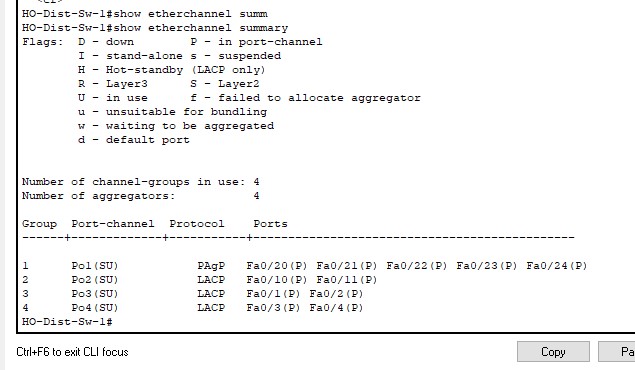 HO-Dist-Sw-1#show etherchannel summ
HO-Dist-Sw-1#show etherchannel summary
Flags:  D - down        P - in port-channel
        I - stand-alone s - suspended
        H - Hot-standby (LACP only)
        R - Layer3      S - Layer2
        U - in use      f - failed to allocate aggregator
        u - unsuitable for bundling
        w - waiting to be aggregated
        d - default port
Number of channel-groups in use: 4
Number of aggregators:           4
Group  Port-channel  Protocol    Ports
------+-------------+-----------+----------------------------------------------
1      Po1(SU)           PAgP   Fa0/20(P) Fa0/21(P) Fa0/22(P) Fa0/23(P) Fa0/24(P)
2      Po2(SU)           LACP   Fa0/10(P) Fa0/11(P)
3      Po3(SU)           LACP   Fa0/1(P) Fa0/2(P)
4      Po4(SU)           LACP   Fa0/3(P) Fa0/4(P)
HO-Dist-Sw-1#
Ctrl+F6 to exit CLI focus
Copy